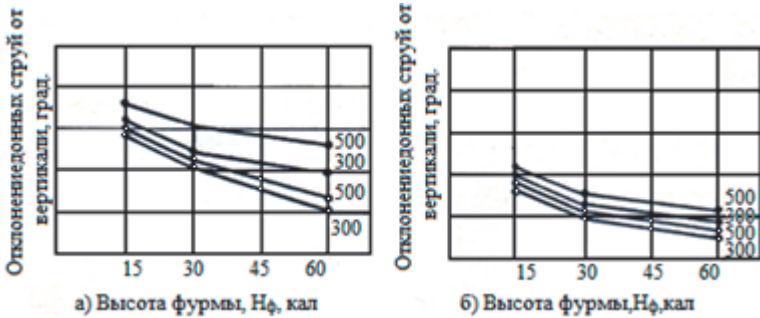 Отклонениедонных струй от
вертикали, град.
500
300
500
300
15 30 45 60
а) Высота фурмы, Нф, кал
Отклонениедонных струй от
вертикали, град.
500
300
500
300
15 30 45 60
б) Высота фурмы,Нф,кал